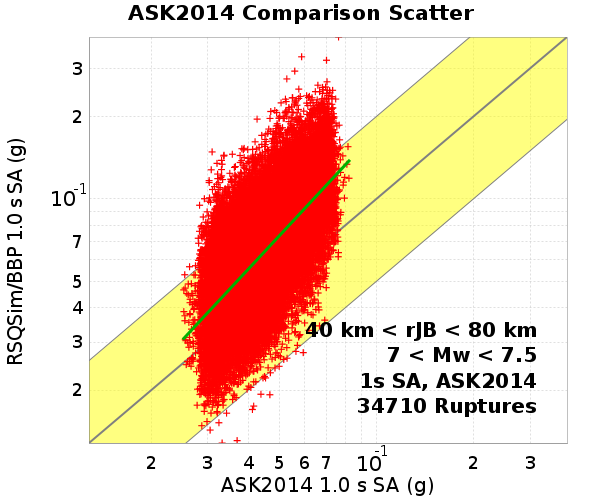 ASK2014 Comparison Scatter
RSQSim/BBP 1.0 s SA (g)
3
2
10-1
7
5
4
3
2
40 km < rJB < 80 km
7 < Mw < 7.5
1s SA, ASK2014
34710 Ruptures
2 3 4 5 6 7 10-1 2 3
ASK2014 1.0 s SA (g)